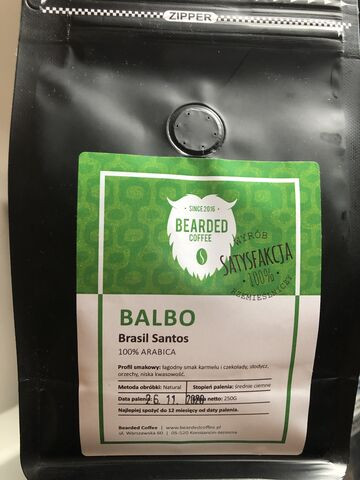 ZIPPER
• SINCE 2016 •
BEARDED
COFFEE
WYRÓB
SATYSFAKCJA
• 100% •
RZEMIEŚLNICZY
BALBO
Brasil Santos
100% ARABICA
Profil smakowy: łagodny smak karmelu i czekolady, słodycz,
orzechy, niska kwasowość.
Metoda obróbki: Natural Stopień palenia: średnie ciemne
Data palenia: 26. 11. 2020 netto: 250G
Najlepiej spożyć do 12 miesięcy od daty palenia.
Bearded Coffee | www.beardedcoffee.pl
ul. Warszawska 60 | 05-520 Konstancin-Jeziorna